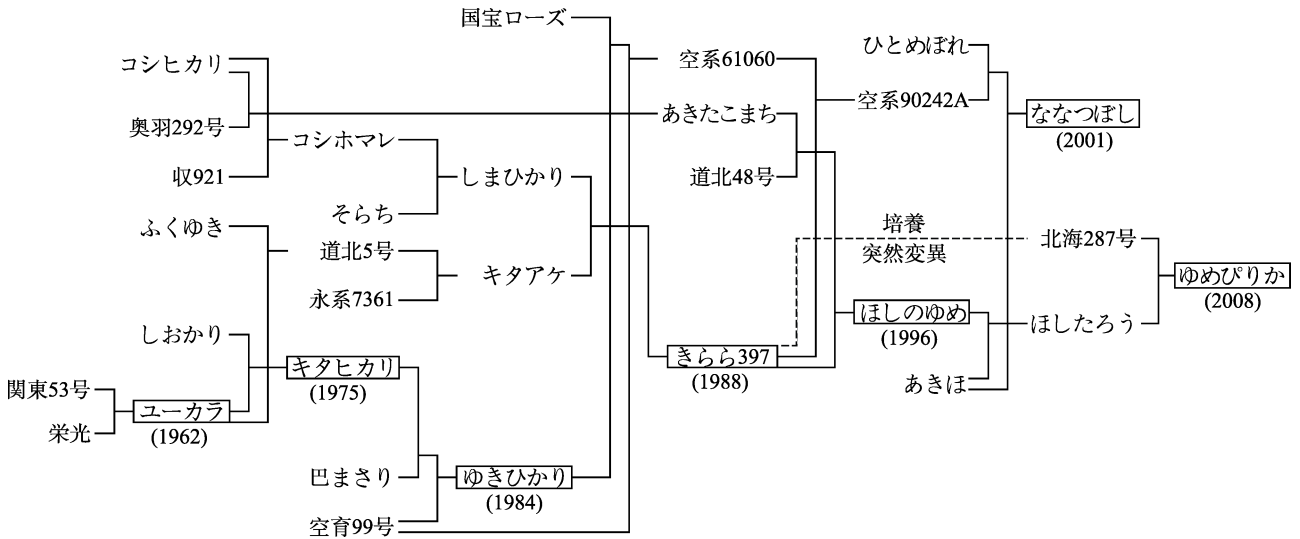 国宝ローズ
コシヒカリ
奥羽292号
収921
コシホマレ
そらち
ふくゆき
道北5号
永系7361
しまひかり
キタアケ
しおかり
関東53号
栄光
ユーカラ
(1962)
キタヒカリ
(1975)
巴まさり
空育99号
ゆきひかり
(1984)
空系61060
あきたこまち
道北48号
きらら397
(1988)
ひとめぼれ
空系90242A
ななつぼし
(2001)
培養
突然変異
北海287号
ほしのゆめ
(1996)
ほしたろう
あきほ
ゆめぴりか
(2008)